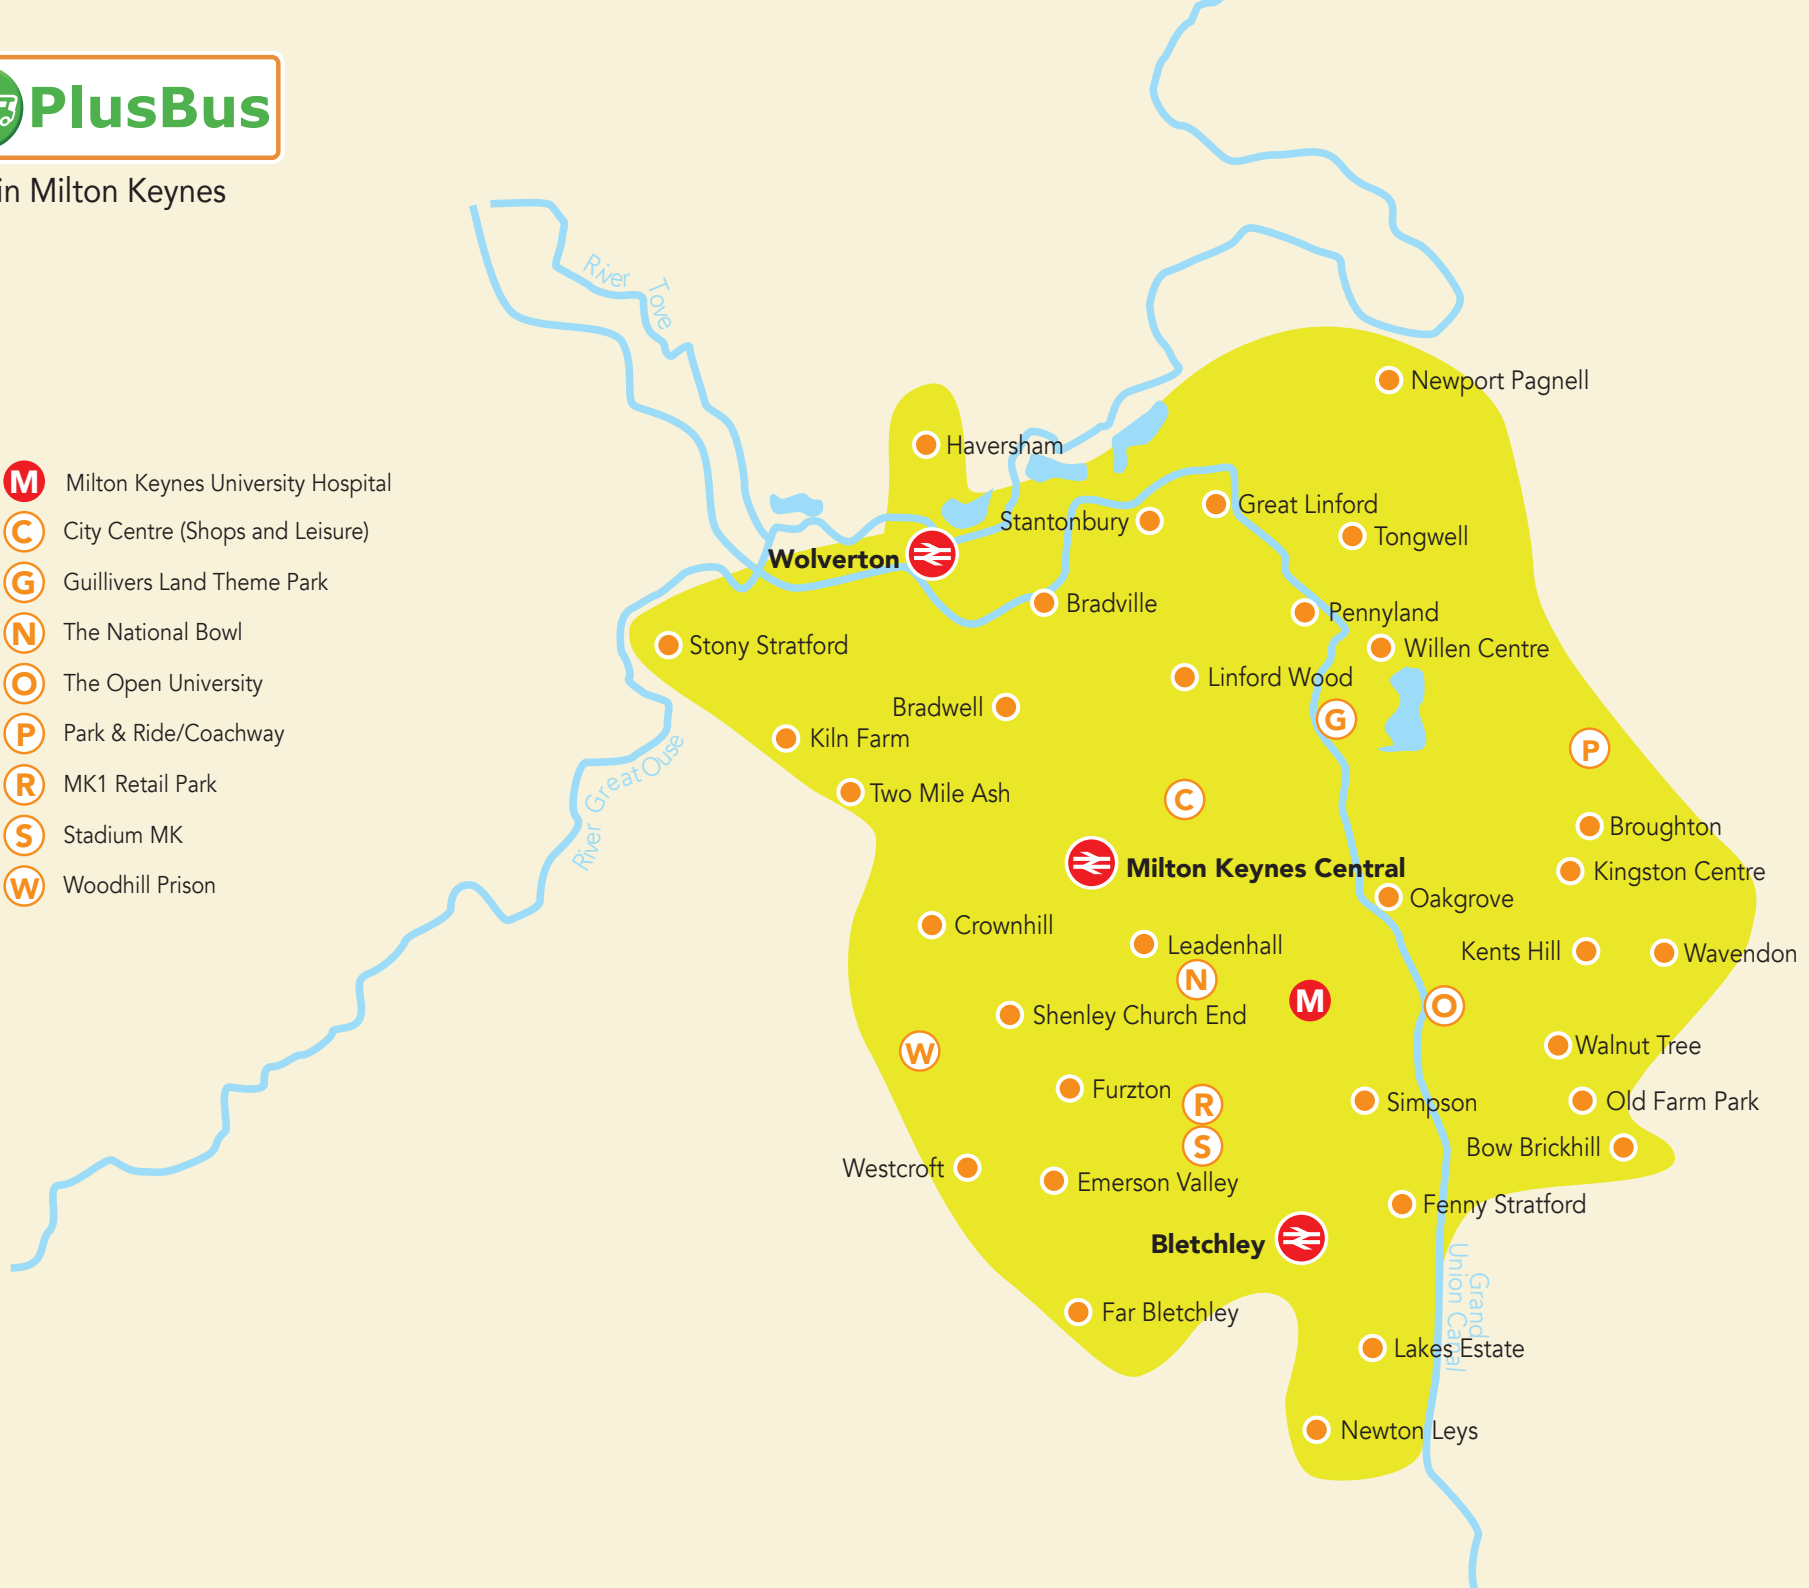 PlusBus
in Milton Keynes
River Tove
Newport Pagnell
Haversham
M Milton Keynes University Hospital
C City Centre (Shops and Leisure)
G Guillivers Land Theme Park
N The National Bowl
O The Open University
P Park & Ride/Coachway
R MK1 Retail Park
S Stadium MK
W Woodhill Prison
Great Linford
Stantonbury
Tongwell
Wolverton
Bradville
Pennyland
Stony Stratford
Willen Centre
Linford Wood
Bradwell
G
Kiln Farm
P
River Great Ouse
Two Mile Ash
C
Broughton
Milton Keynes Central
Kingston Centre
Oakgrove
Crownhill
Leadenhall
Kents Hill
Wavendon
N
M
O
Shenley Church End
W
Walnut Tree
Furzton
R
Simpson
Old Farm Park
S
Bow Brickhill
Westcroft
Emerson Valley
Fenny Stratford
Bletchley
Grand
Union Canal
Far Bletchley
Lakes Estate
Newton Leys